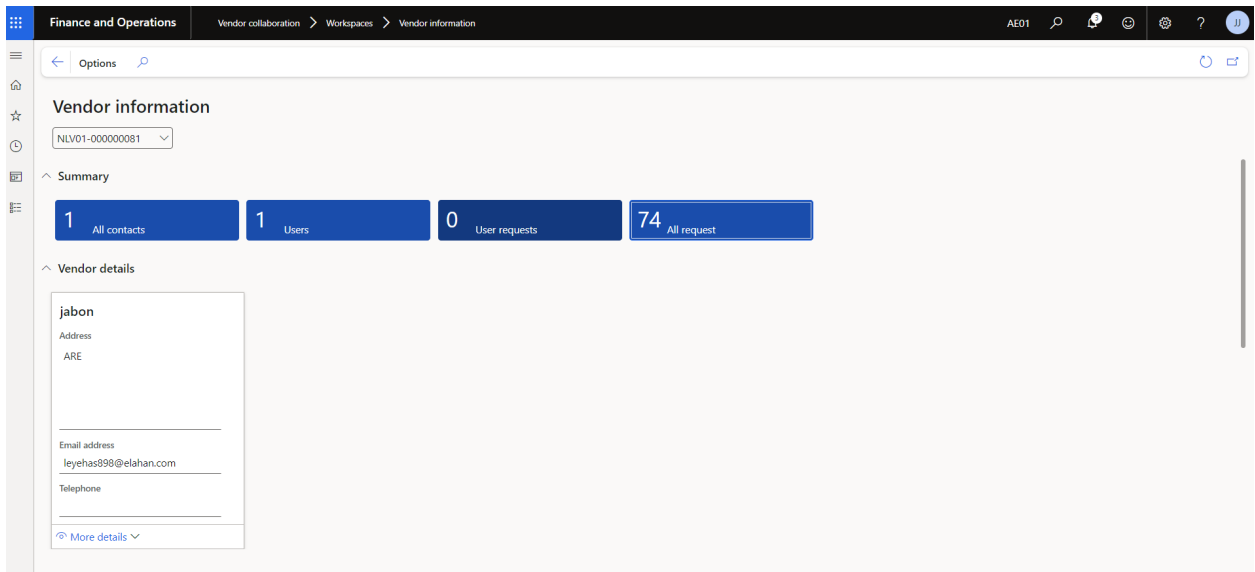 Finance and Operations Vendor collaboration > Workspaces > Vendor information AE01 3 ? JJ
Options
Vendor information
NLV01-000000081
Summary
1 All contacts 1 Users 0 User requests 74 All request
Vendor details
jabon
Address
ARE
Email address
leyehas898@elahan.com
Telephone
More details